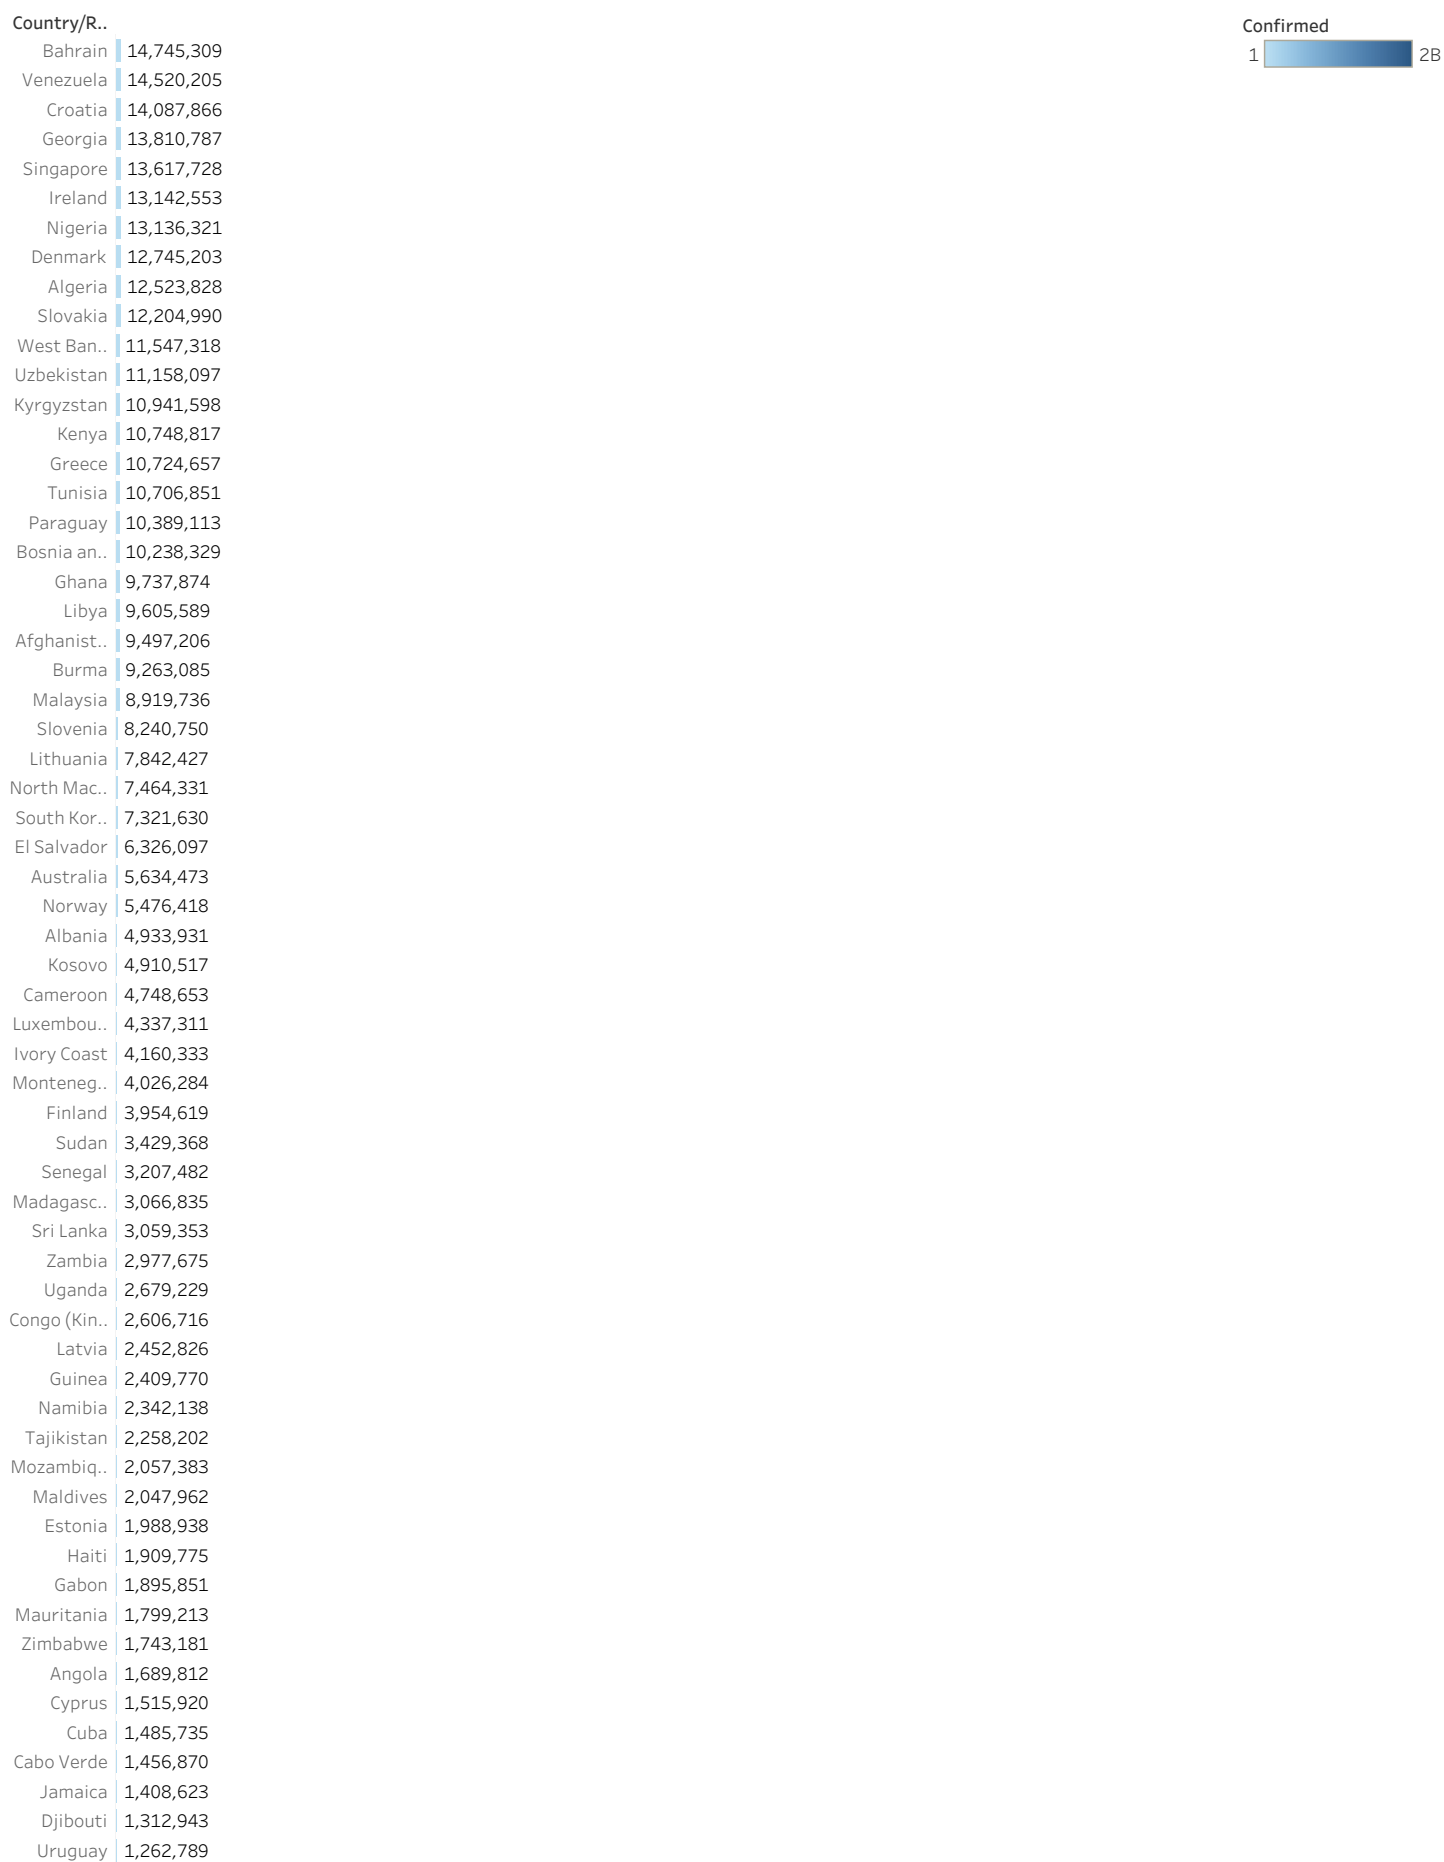 Country/R..
Confirmed
1 2B
Bahrain 14,745,309
Venezuela 14,520,205
Croatia 14,087,866
Georgia 13,810,787
Singapore 13,617,728
Ireland 13,142,553
Nigeria 13,136,321
Denmark 12,745,203
Algeria 12,523,828
Slovakia 12,204,990
West Ban.. 11,547,318
Uzbekistan 11,158,097
Kyrgyzstan 10,941,598
Kenya 10,748,817
Greece 10,724,657
Tunisia 10,706,851
Paraguay 10,389,113
Bosnia an.. 10,238,329
Ghana 9,737,874
Libya 9,605,589
Afghanist.. 9,497,206
Burma 9,263,085
Malaysia 8,919,736
Slovenia 8,240,750
Lithuania 7,842,427
North Mac.. 7,464,331
South Kor.. 7,321,630
El Salvador 6,326,097
Australia 5,634,473
Norway 5,476,418
Albania 4,933,931
Kosovo 4,910,517
Cameroon 4,748,653
Luxembou.. 4,337,311
Ivory Coast 4,160,333
Monteneg.. 4,026,284
Finland 3,954,619
Sudan 3,429,368
Senegal 3,207,482
Madagasc.. 3,066,835
Sri Lanka 3,059,353
Zambia 2,977,675
Uganda 2,679,229
Congo (Kin.. 2,606,716
Latvia 2,452,826
Guinea 2,409,770
Namibia 2,342,138
Tajikistan 2,258,202
Mozambiq.. 2,057,383
Maldives 2,047,962
Estonia 1,988,938
Haiti 1,909,775
Gabon 1,895,851
Mauritania 1,799,213
Zimbabwe 1,743,181
Angola 1,689,812
Cyprus 1,515,920
Cuba 1,485,735
Cabo Verde 1,456,870
Jamaica 1,408,623
Djibouti 1,312,943
Uruguay 1,262,789